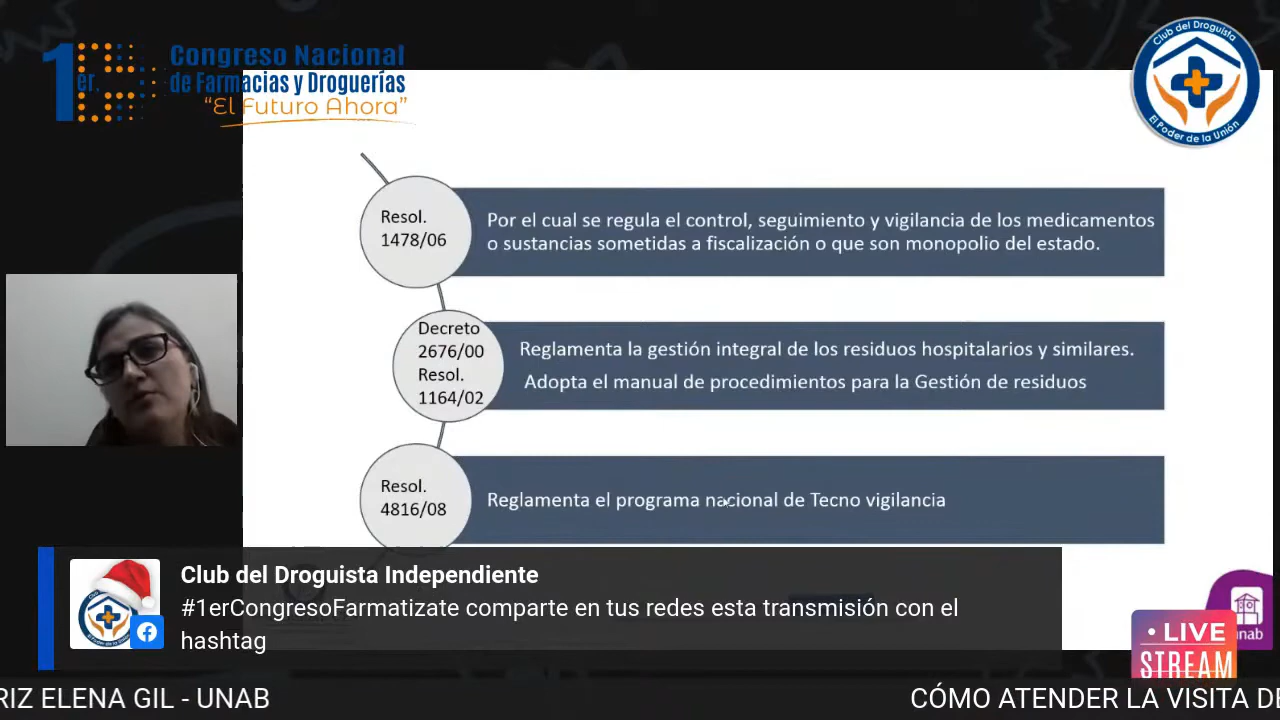 1er.
Congreso Nacional
de Farmacias y Droguerías
"El Futuro Ahora"
Club del Droguista
El Poder de la Unión
Resol.
1478/06
Por el cual se regula el control, seguimiento y vigilancia de los medicamentos
o sustancias sometidas a fiscalización o que son monopolio del estado.
Decreto
2676/00
Resol.
1164/02
Reglamenta la gestión integral de los residuos hospitalarios y similares.
Adopta el manual de procedimientos para la Gestión de residuos
Resol.
4816/08
Reglamenta el programa nacional de Tecno vigilancia
Club del Droguista Independiente
#1erCongresoFarmatizate comparte en tus redes esta transmisión con el
hashtag
unab
• LIVE
STREAM
RIZ ELENA GIL - UNAB
CÓMO ATENDER LA VISITA DE